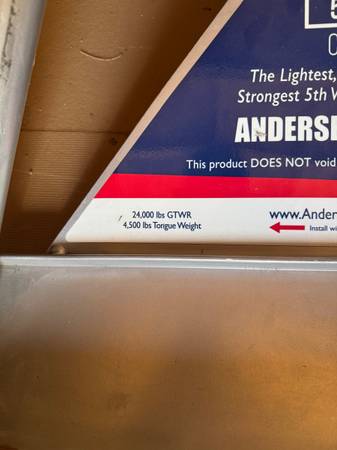 The Lightest,
Strongest 5th
This product DOES NOT void
24,000 lbs GTWR
4,500 lbs Tongue Weight
www.Ander
Install